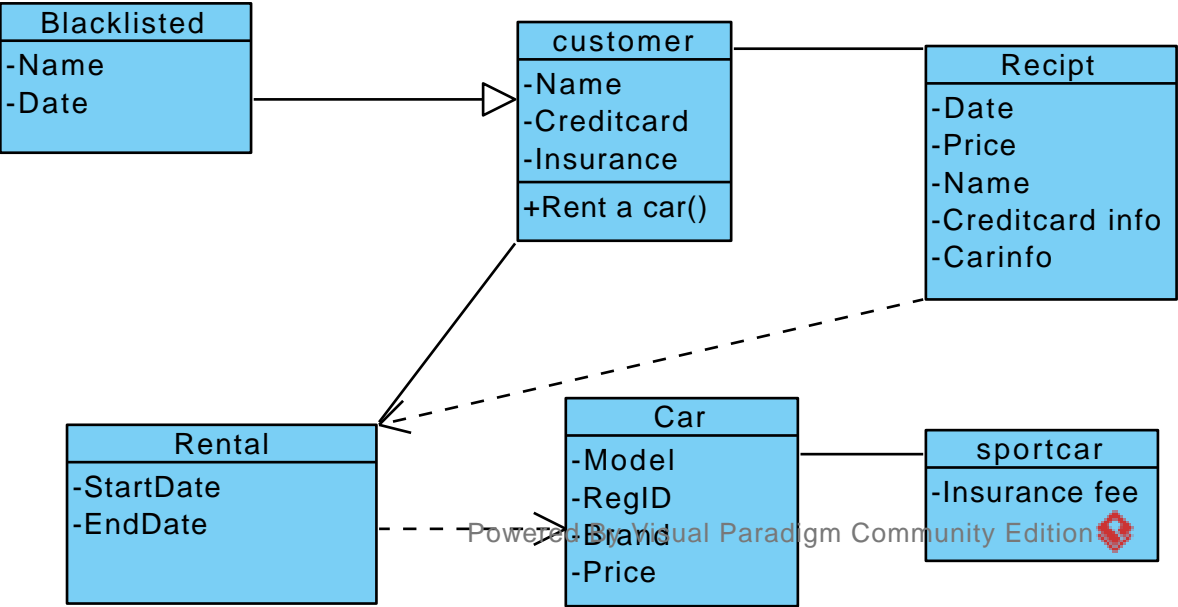 Blacklisted
-Name
-Date
customer
-Name
-Creditcard
-Insurance
+Rent a car()
Recipt
-Date
-Price
-Name
-Creditcard info
-Carinfo
Rental
-StartDate
-EndDate
Car
-Model
-RegID
-Brand
-Price
sportcar
-Insurance fee
Powered By Visual Paradigm Community Edition